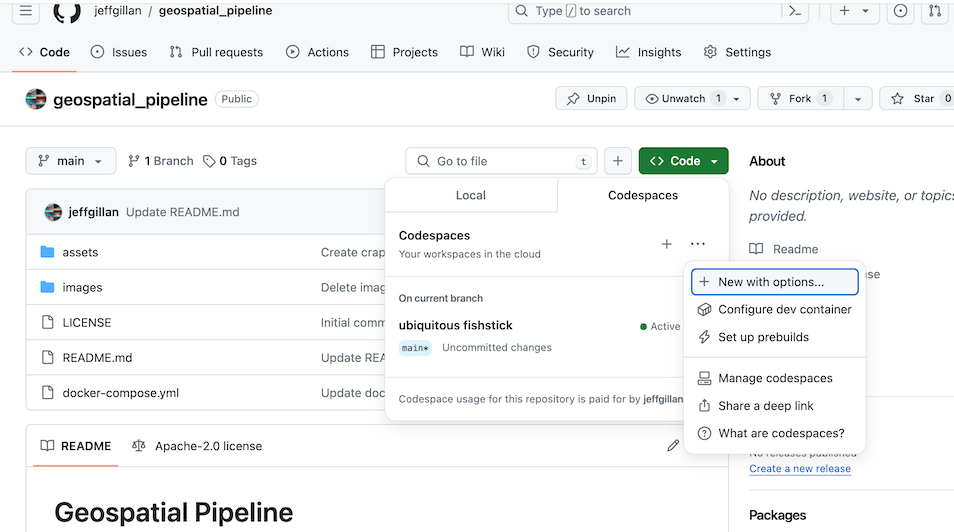 jeffgillan / geospatial_pipeline
Type / to search
Code Issues Pull requests Actions Projects Wiki Security Insights Settings
geospatial_pipeline Public
Unpin Unwatch 1 Fork 1 Star 0
main 1 Branch 0 Tags
Go to file t
Code
About
No description, website, or topics
provided.
Readme
jeffgillan Update README.md
assets Create crap
images Delete imag
LICENSE Initial comm
README.md Update REA
docker-compose.yml Update doc
Local Codespaces
Codespaces
Your workspaces in the cloud
On current branch
ubiquitous fishstick
Active
main* Uncommitted changes
Codespace usage for this repository is paid for by jeffgillan
New with options...
Configure dev container
Set up prebuilds
Manage codespaces
Share a deep link
What are codespaces?
README Apache-2.0 license
No releases published
Create a new release
Packages
Geospatial Pipeline